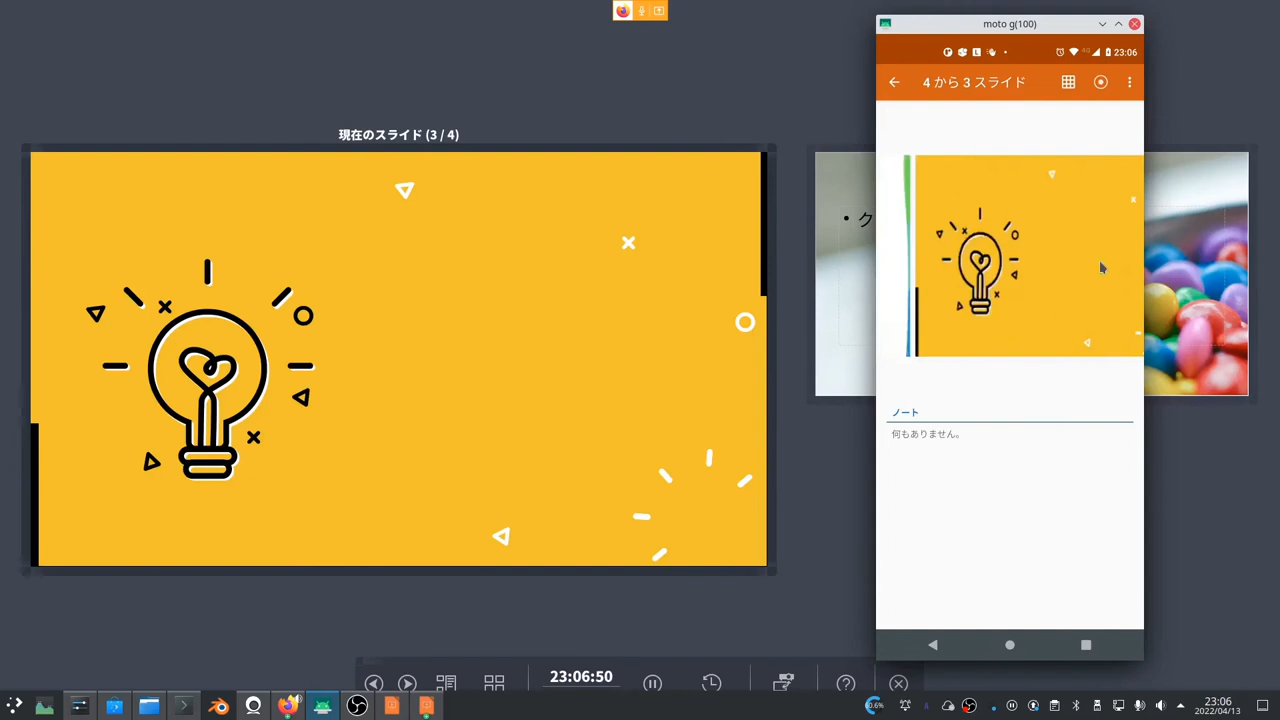 moto g(100)
23:06
4 から 3 スライド
現在のスライド (3 / 4)
• ク
ノート
何もありません。
23:06:50
60.6%
23:06
2022/04/13